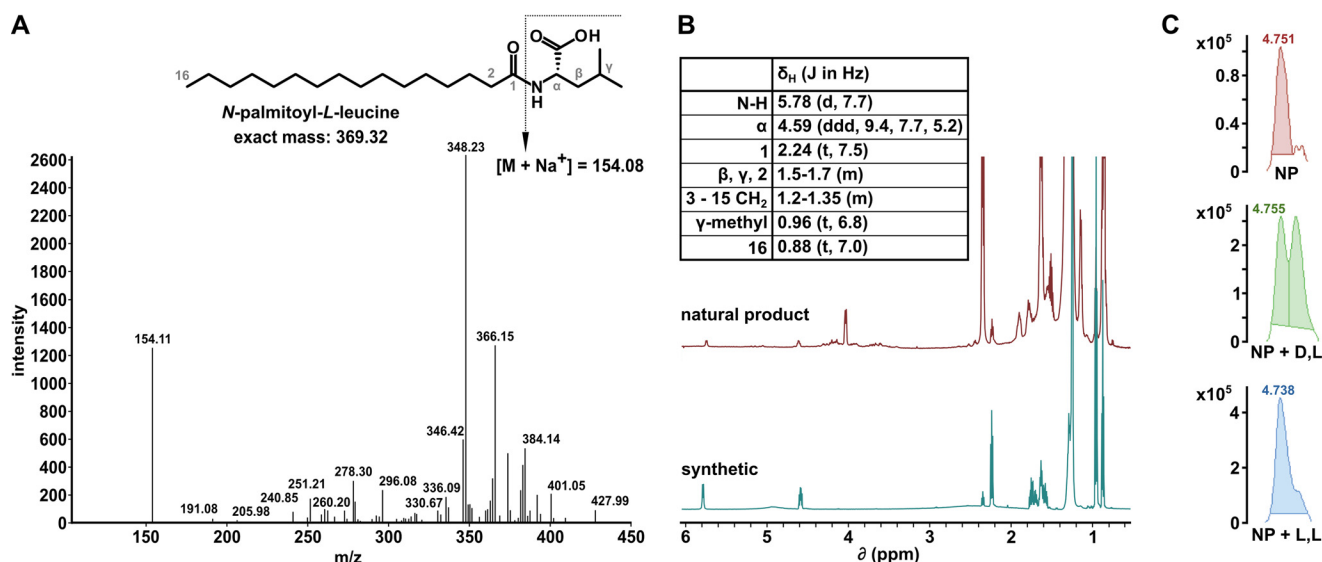 A
O
OH
O
16
2
1
N
H
α
β
γ
N-palmitoyl-L-leucine
exact mass: 369.32
[M + Na⁺] = 154.08
intensity
2600
2400
2200
2000
1800
1600
1400
1200
1000
800
600
400
200
0
348.23
154.11
366.15
346.42
384.14
278.30
251.21
296.08
336.09
401.05
240.85
260.20
330.67
427.99
191.08
205.98
150
200
250
300
350
400
450
m/z
B
δH (J in Hz)
N-H 5.78 (d, 7.7)
α 4.59 (ddd, 9.4, 7.7, 5.2)
1 2.24 (t, 7.5)
β, γ, 2 1.5-1.7 (m)
3 - 15 CH₂ 1.2-1.35 (m)
γ-methyl 0.96 (t, 6.8)
16 0.88 (t, 7.0)
natural product
synthetic
6 5 4 3 2 1
∂ (ppm)
C
x10⁵
4.751
0.8
0.4
0
NP
x10⁵
4.755
2
1
0
NP + D,L
x10⁵
4.738
4
2
0
NP + L,L